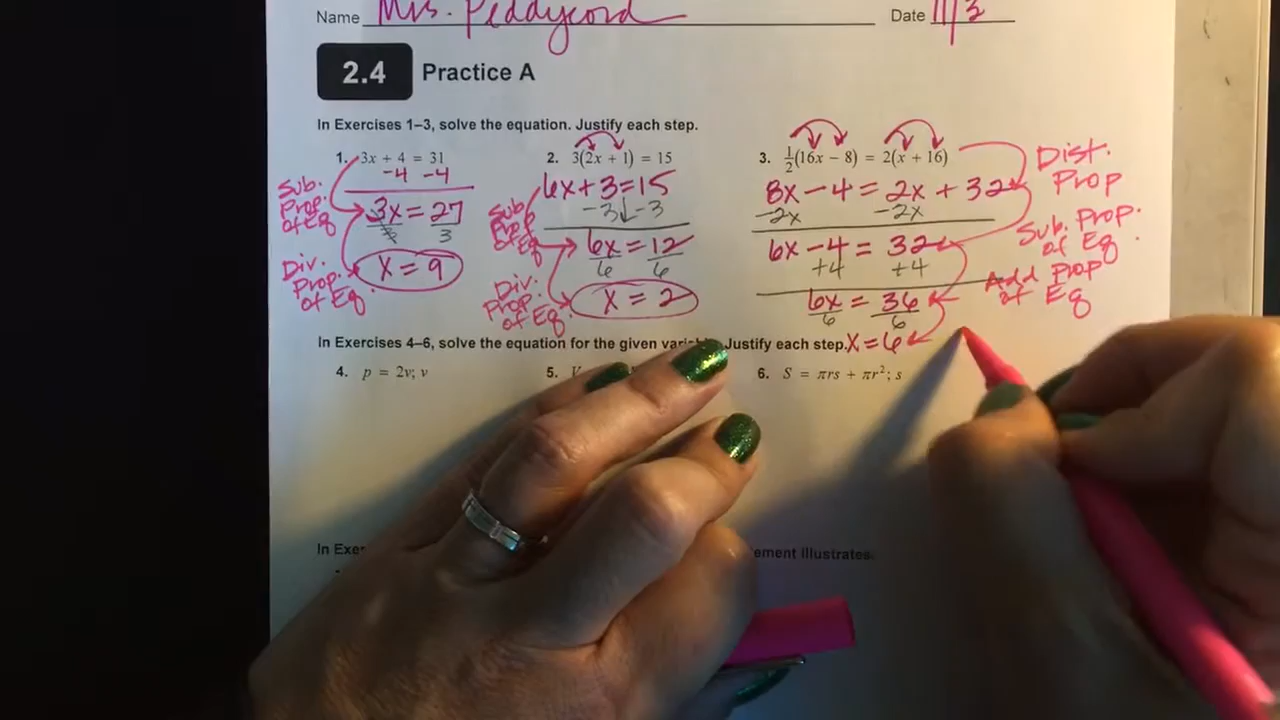 Name Mrs. Peddycord Date 11/3
2.4 Practice A
In Exercises 1–3, solve the equation. Justify each step.
1. 3x + 4 = 31
-4 -4
3x = 27
3 3
x = 9
Sub. Prop. of Eq
Div. Prop. of Eq.
2. 3(2x + 1) = 15
6x + 3 = 15
-3 -3
6x = 12
6 6
x = 2
Sub Prop of Eq
Div. Prop. of Eq.
3. ½(16x − 8) = 2(x + 16)
8x - 4 = 2x + 32
-2x -2x
6x - 4 = 32
+4 +4
6x = 36
6 6
x = 6
Dist. Prop
Sub. Prop. of Eq.
Add Prop of Eq
In Exercises 4–6, solve the equation for the given Justify each step.
4. p = 2v; v
5.
6. S = πrs + πr²; s
In
illustrates.